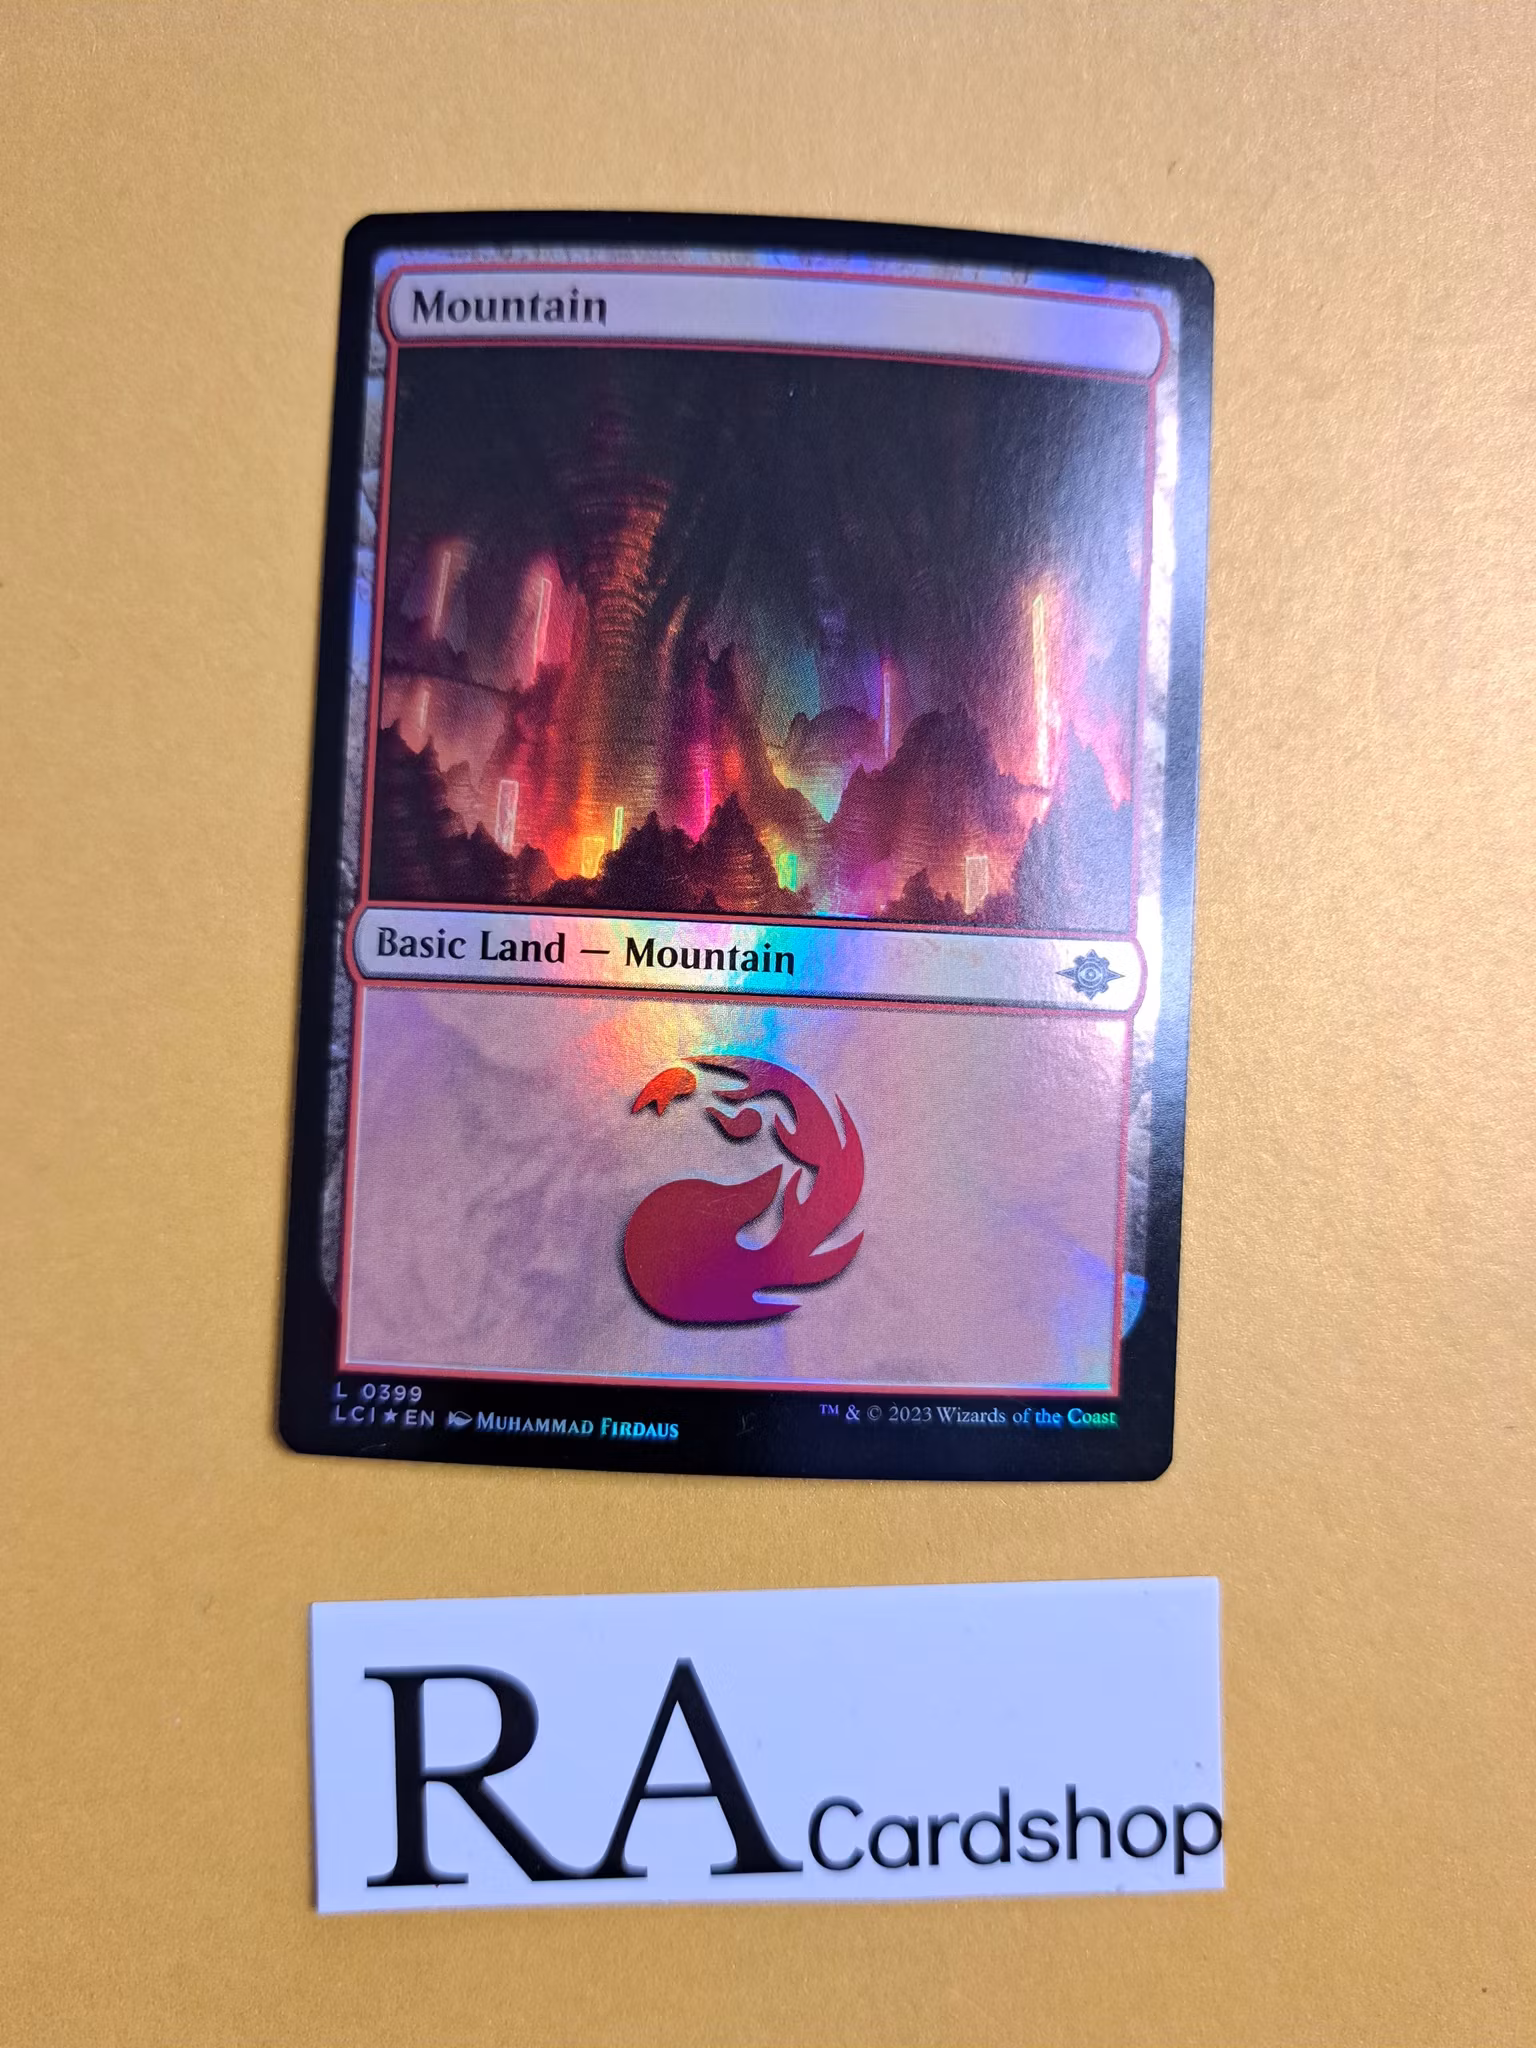 Mountain
Basic Land — Mountain
L 0399
LCI★EN Muhammad Firdaus
™ & © 2023 Wizards of the Coast
RA Cardshop